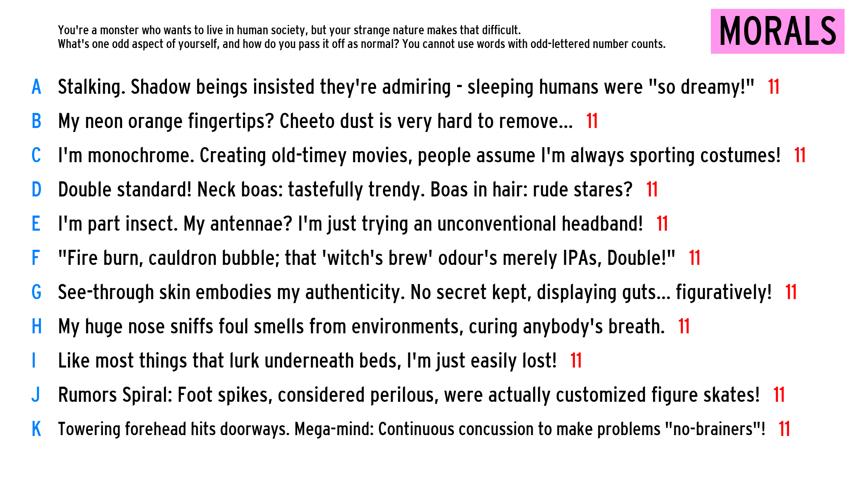 You're a monster who wants to live in human society, but your strange nature makes that difficult.
What's one odd aspect of yourself, and how do you pass it off as normal? You cannot use words with odd-lettered number counts.
MORALS
A Stalking. Shadow beings insisted they're admiring - sleeping humans were "so dreamy!" 11
B My neon orange fingertips? Cheeto dust is very hard to remove... 11
C I'm monochrome. Creating old-timey movies, people assume I'm always sporting costumes! 11
D Double standard! Neck boas: tastefully trendy. Boas in hair: rude stares? 11
E I'm part insect. My antennae? I'm just trying an unconventional headband! 11
F "Fire burn, cauldron bubble; that 'witch's brew' odour's merely IPAs, Double!" 11
G See-through skin embodies my authenticity. No secret kept, displaying guts... figuratively! 11
H My huge nose sniffs foul smells from environments, curing anybody's breath. 11
I Like most things that lurk underneath beds, I'm just easily lost! 11
J Rumors Spiral: Foot spikes, considered perilous, were actually customized figure skates! 11
K Towering forehead hits doorways. Mega-mind: Continuous concussion to make problems "no-brainers"! 11